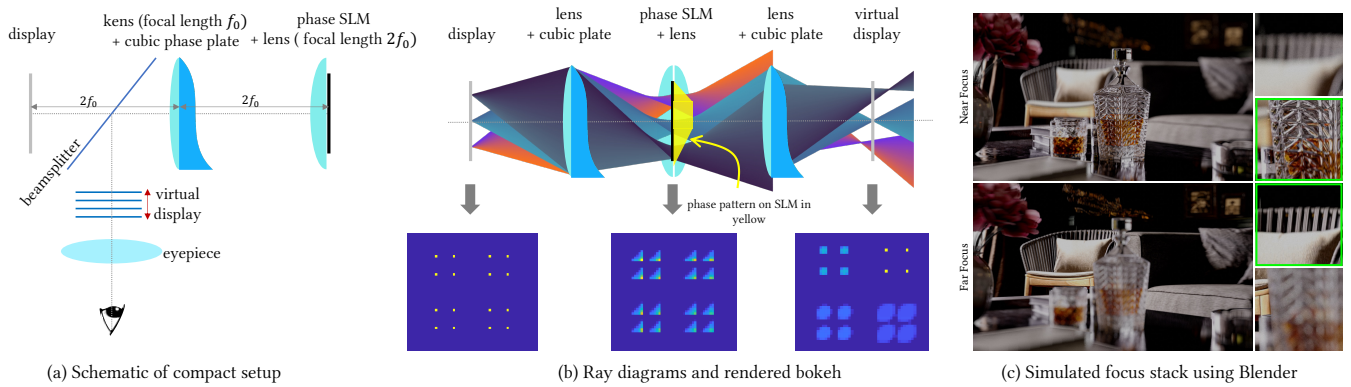 display
kens (focal length f₀)
+ cubic phase plate
phase SLM
+ lens ( focal length 2f₀)
2f₀
2f₀
beamsplitter
virtual
display
eyepiece
(a) Schematic of compact setup
display
lens
+ cubic plate
phase SLM
+ lens
lens
+ cubic plate
virtual
display
phase pattern on SLM in
yellow
(b) Ray diagrams and rendered bokeh
Near Focus
Far Focus
(c) Simulated focus stack using Blender